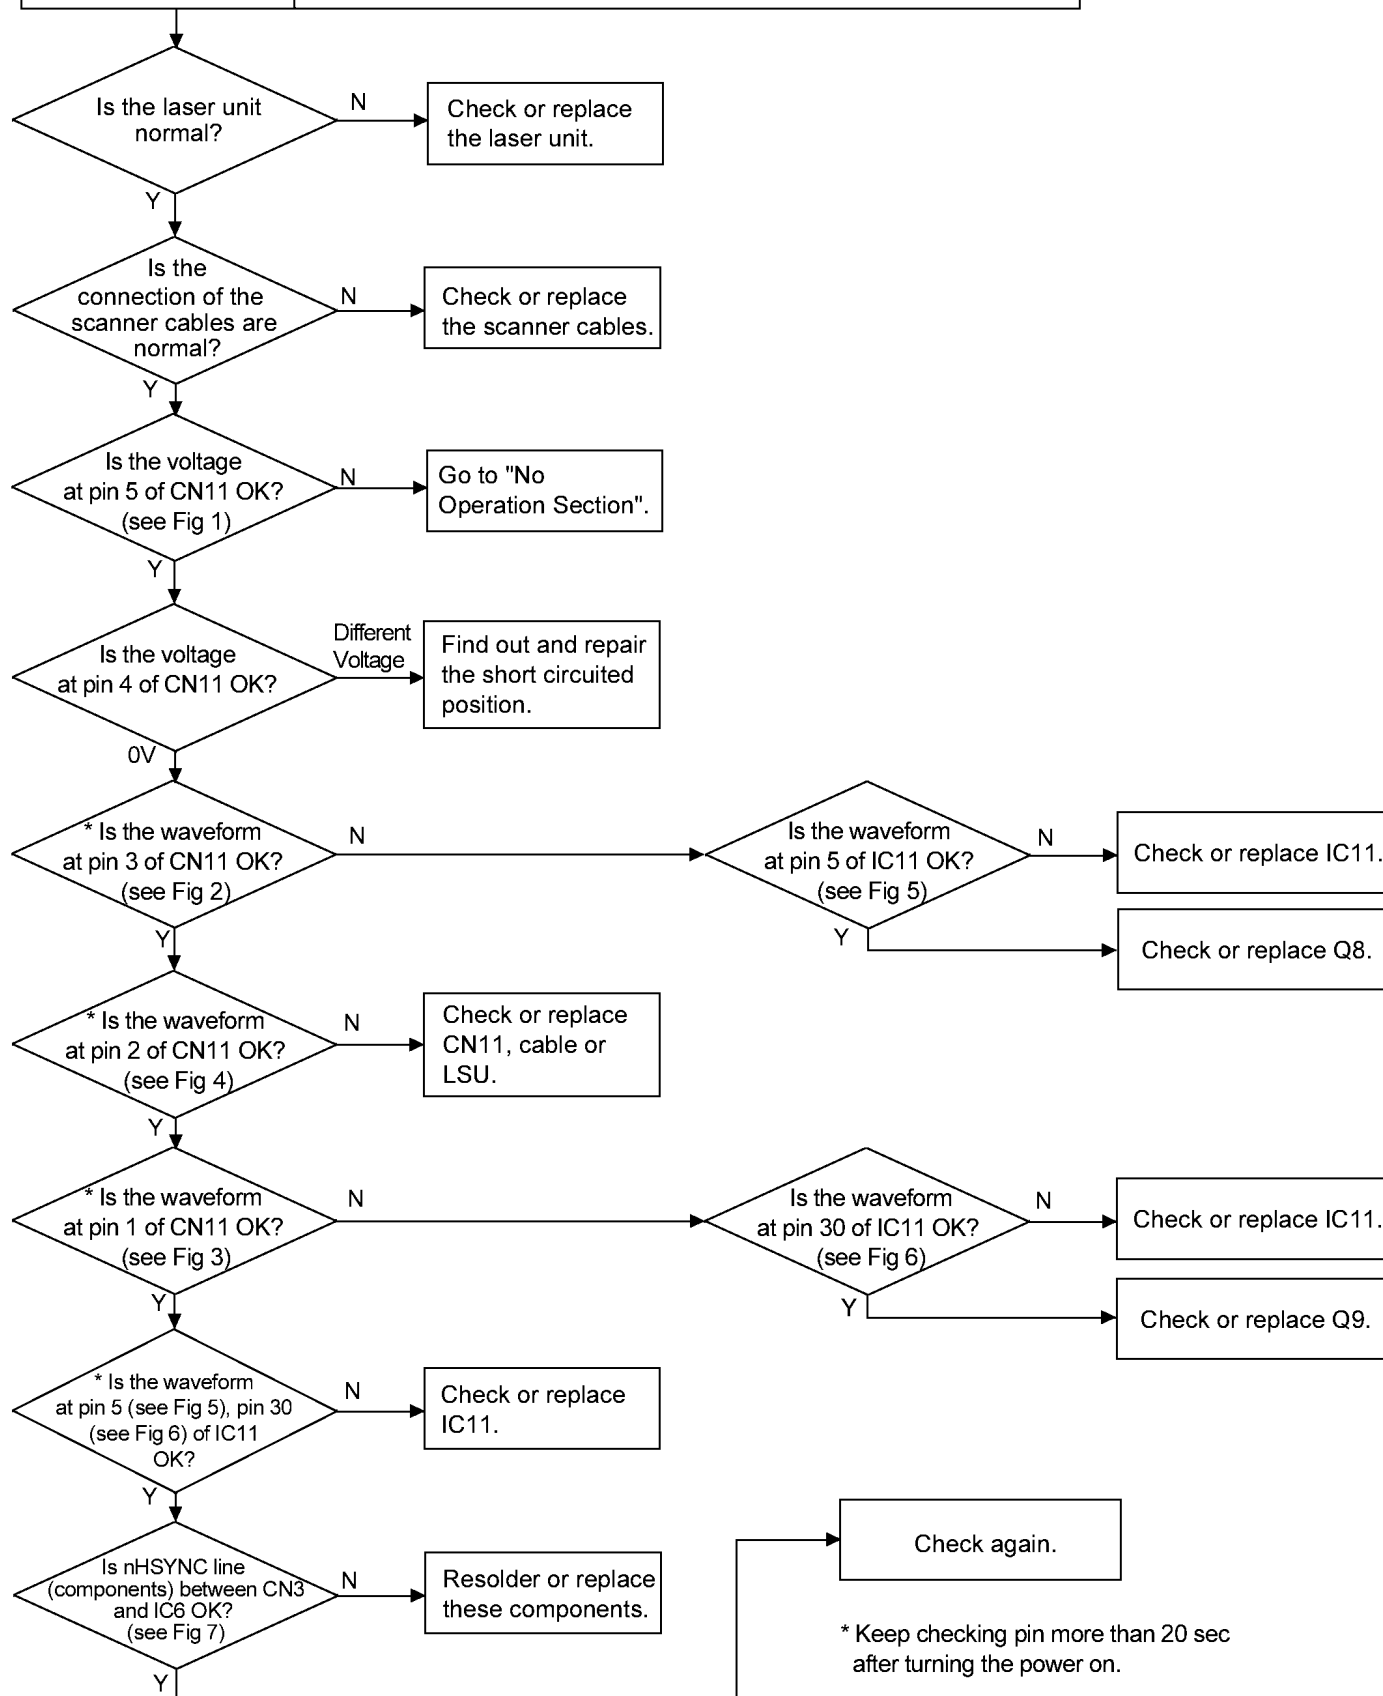 Is the laser unit
normal?
N
Check or replace
the laser unit.
Y
Is the
connection of the
scanner cables are
normal?
N
Check or replace
the scanner cables.
Y
Is the voltage
at pin 5 of CN11 OK?
(see Fig 1)
N
Go to "No
Operation Section".
Y
Is the voltage
at pin 4 of CN11 OK?
Different
Voltage
Find out and repair
the short circuited
position.
0V
* Is the waveform
at pin 3 of CN11 OK?
(see Fig 2)
N
Is the waveform
at pin 5 of IC11 OK?
(see Fig 5)
N
Check or replace IC11.
Y
Check or replace Q8.
Y
* Is the waveform
at pin 2 of CN11 OK?
(see Fig 4)
N
Check or replace
CN11, cable or
LSU.
Y
* Is the waveform
at pin 1 of CN11 OK?
(see Fig 3)
N
Is the waveform
at pin 30 of IC11 OK?
(see Fig 6)
N
Check or replace IC11.
Y
Check or replace Q9.
Y
* Is the waveform
at pin 5 (see Fig 5), pin 30
(see Fig 6) of IC11
OK?
N
Check or replace
IC11.
Y
Is nHSYNC line
(components) between CN3
and IC6 OK?
(see Fig 7)
N
Resolder or replace
these components.
Y
Check again.
* Keep checking pin more than 20 sec
after turning the power on.